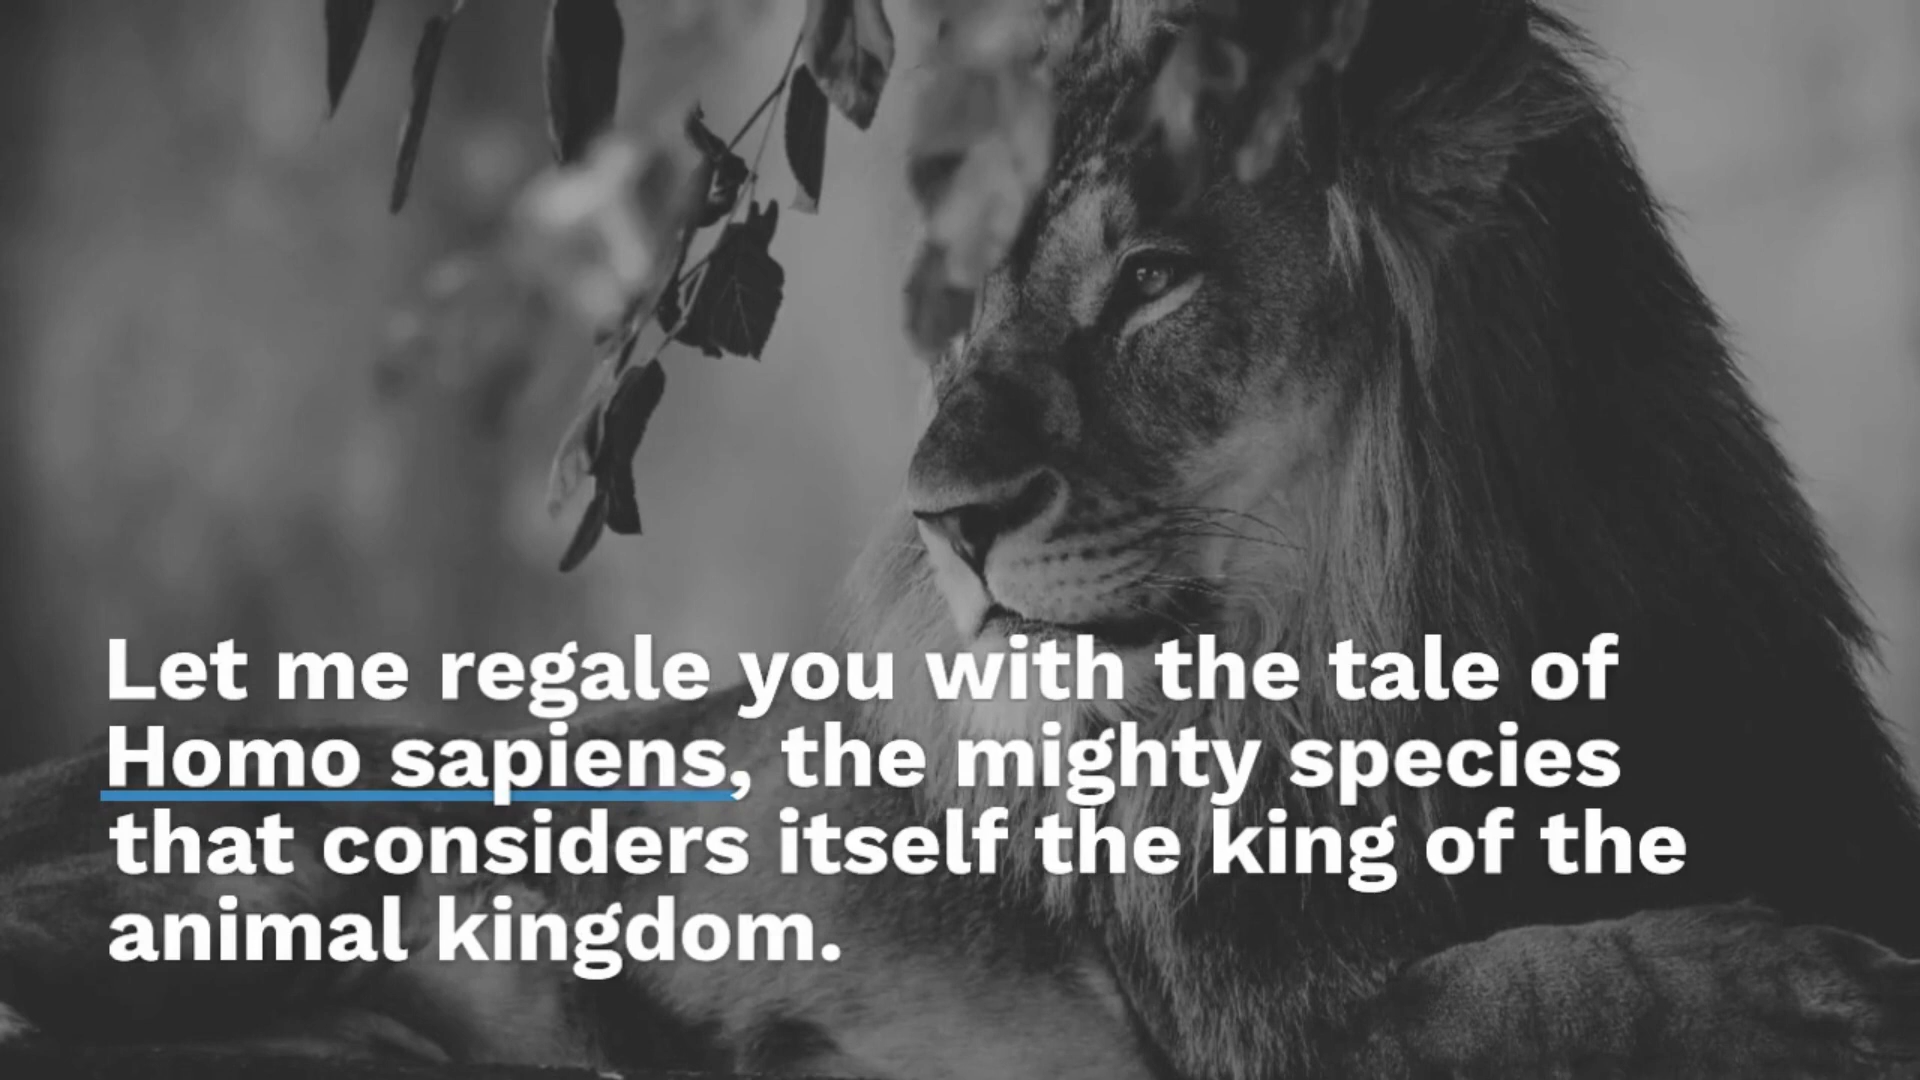 Let me regale you with the tale of
Homo sapiens, the mighty species
that considers itself the king of the
animal kingdom.